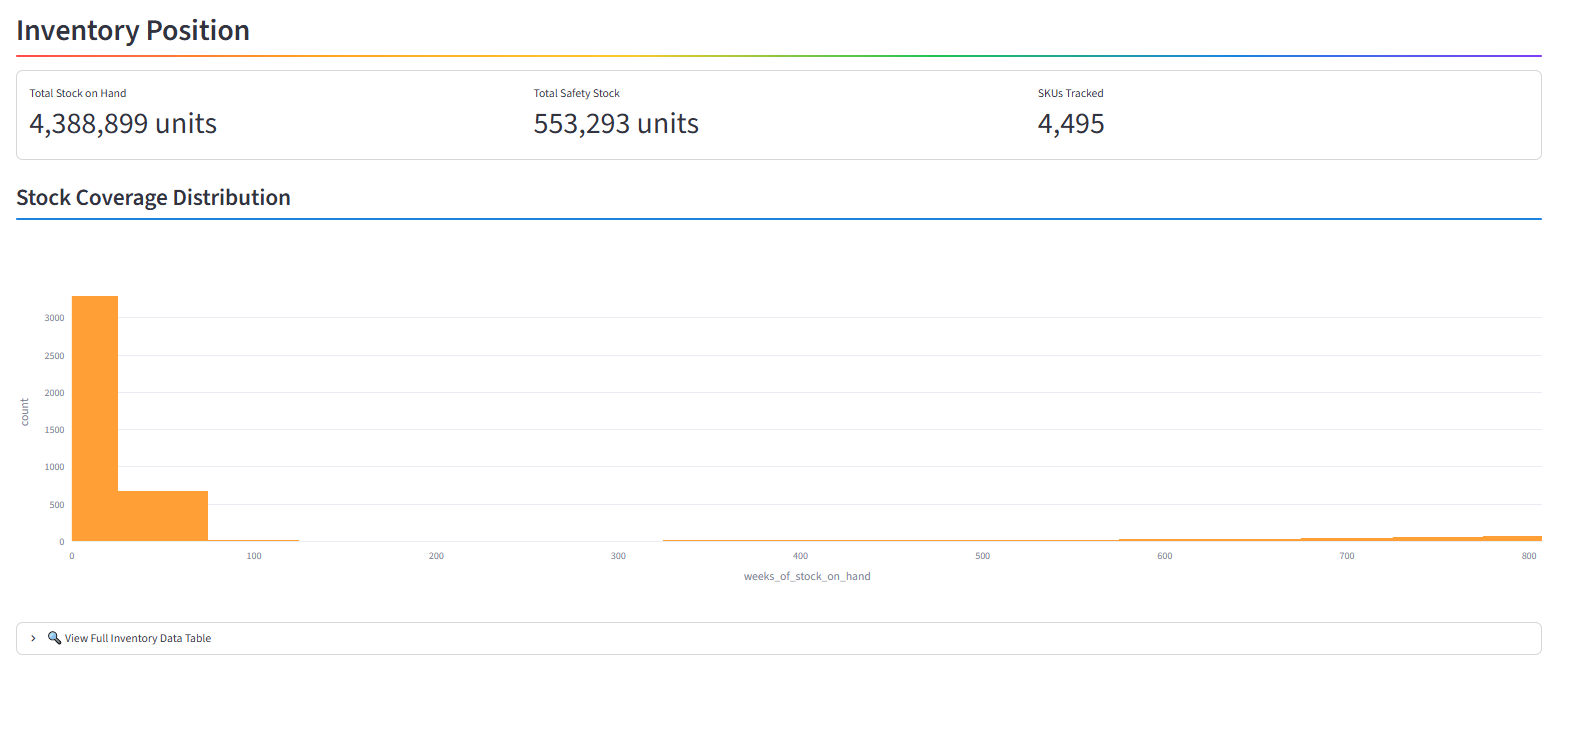 Inventory Position
Total Stock on Hand
Total Safety Stock
SKUs Tracked
4,388,899 units
553,293 units
4,495
Stock Coverage Distribution
3000
2500
2000
1500
1000
500
0
count
0 100 200 300 400 500 600 700 800
weeks_of_stock_on_hand
View Full Inventory Data Table